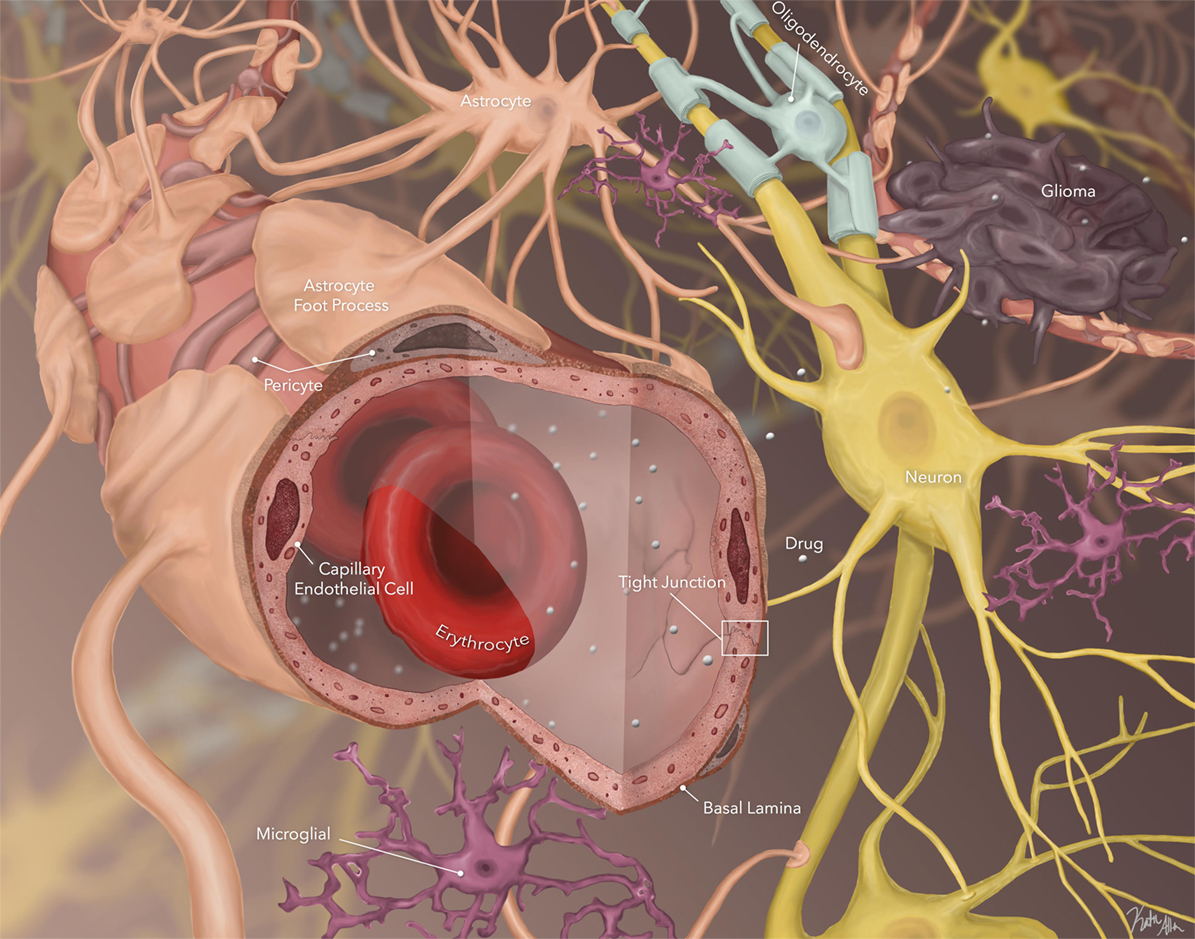 Oligodendrocyte
Astrocyte
Glioma
Astrocyte
Foot Process
Pericyte
Neuron
Drug
Capillary
Endothelial Cell
Tight Junction
Erythrocyte
Basal Lamina
Microglial